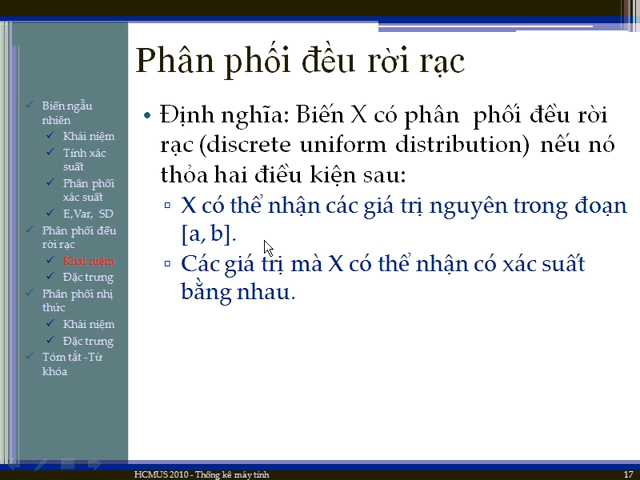 Phân phối đều rời rạc
Biến ngẫu
nhiên
Khái niệm
Tính xác
suất
Phân phối
xác suất
E,Var, SD
Phân phối đều
rời rạc
Khái niệm
Đặc trưng
Phân phối nhị
thức
Khái niệm
Đặc trưng
Tóm tắt -Từ
khóa
• Định nghĩa: Biến X có phân phối đều rời
rạc (discrete uniform distribution) nếu nó
thỏa hai điều kiện sau:
▫ X có thể nhận các giá trị nguyên trong đoạn
[a, b].
▫ Các giá trị mà X có thể nhận có xác suất
bằng nhau.
HCMUS 2010 - Thống kê máy tính
17